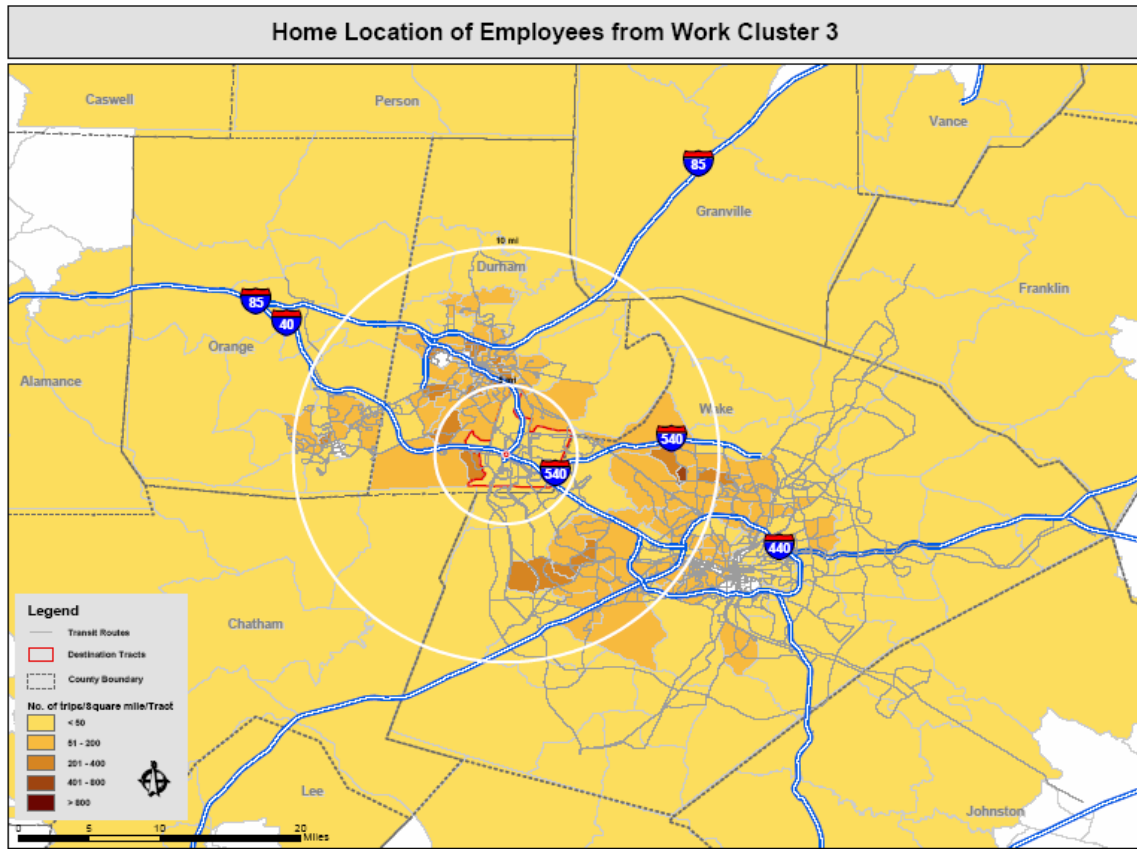 Home Location of Employees from Work Cluster 3
Caswell
Person
Vance
85
Granville
10 mi
Durham
Franklin
85
40
Orange
Alamance
Wake
540
540
440
Chatham
Lee
Johnston
Legend
Transit Routes
Destination Tracts
County Boundary
No. of trips/Square mile/Tract
< 50
51 - 200
201 - 400
401 - 800
> 800
0 5 10 20
Miles